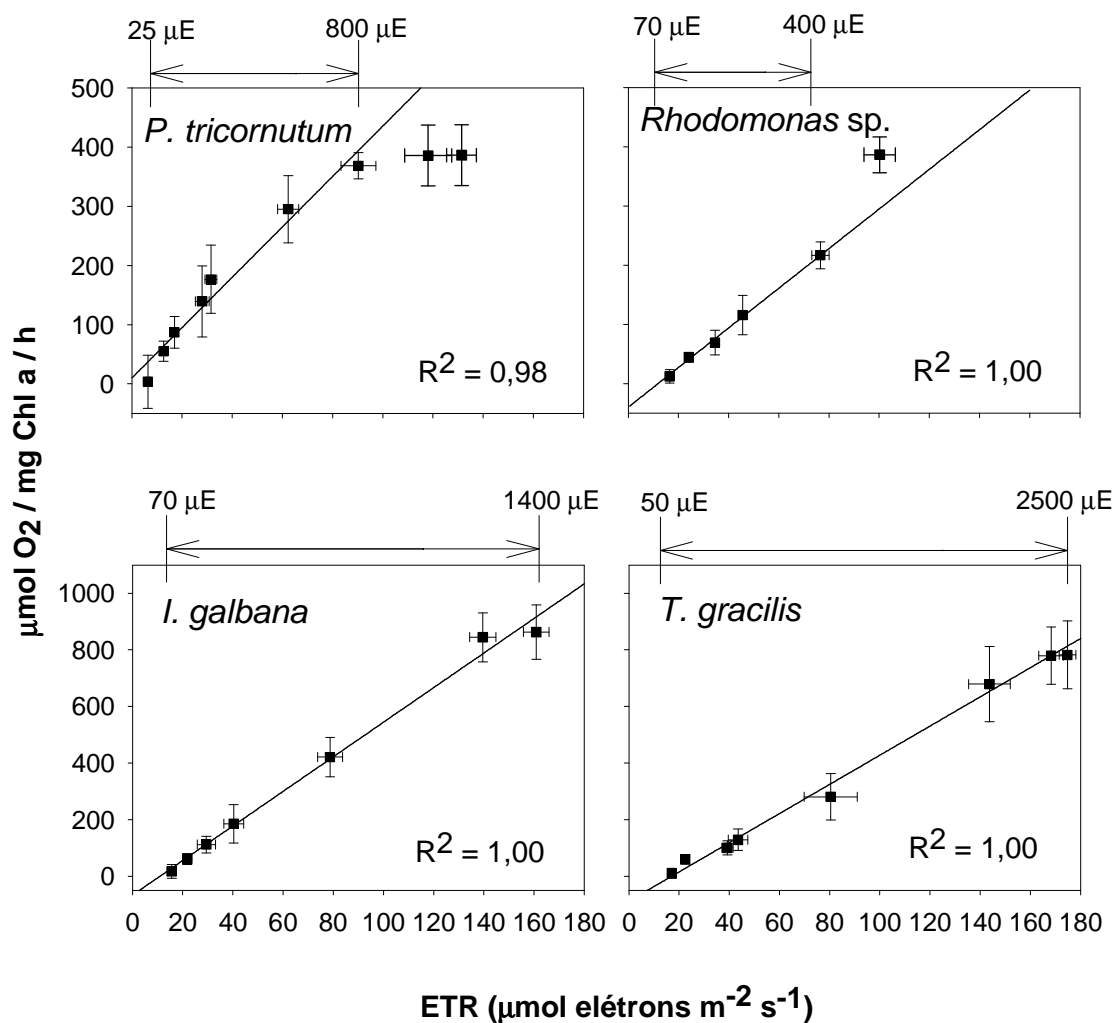 25 µE 800 µE
70 µE 400 µE
500
400
300
200
100
0
P. tricornutum
R² = 0,98
Rhodomonas sp.
R² = 1,00
µmol O₂ / mg Chl a / h
70 µE 1400 µE
50 µE 2500 µE
1000
800
600
400
200
0
I. galbana
R² = 1,00
T. gracilis
R² = 1,00
0 20 40 60 80 100 120 140 160 180
0 20 40 60 80 100 120 140 160 180
ETR (µmol elétrons m⁻² s⁻¹)